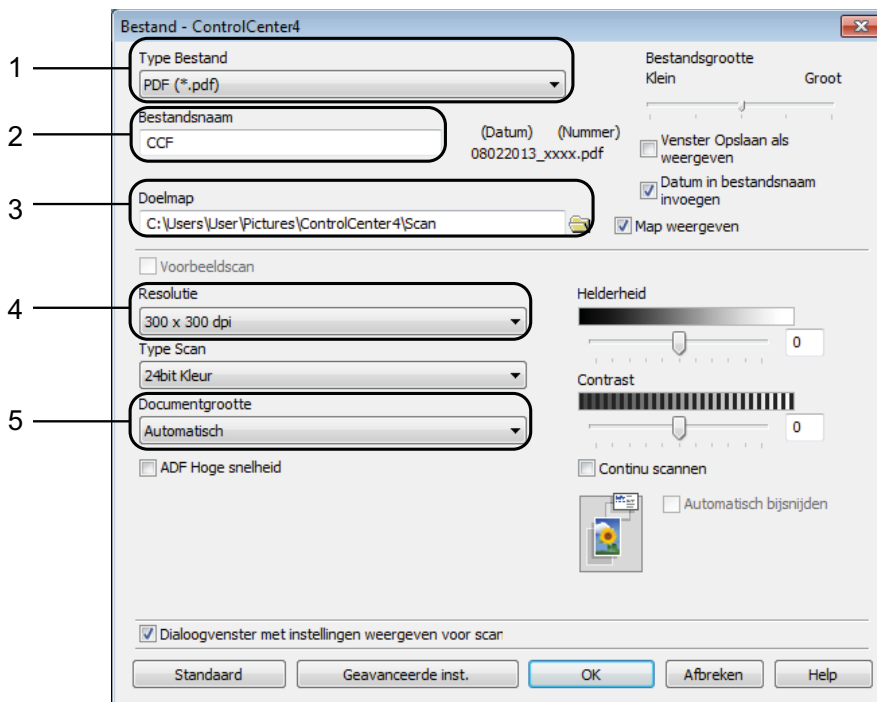 Bestand - ControlCenter4
1
Type Bestand
PDF (*.pdf)
Bestandsgrootte
Klein Groot
2
Bestandsnaam
CCF
(Datum) (Nummer)
08022013_xxxx.pdf
Venster Opslaan als
weergeven
Datum in bestandsnaam
invoegen
3
Doelmap
C:\Users\User\Pictures\ControlCenter4\Scan
Map weergeven
Voorbeeldscan
4
Resolutie
300 x 300 dpi
Helderheid
0
Type Scan
24bit Kleur
Contrast
0
5
Documentgrootte
Automatisch
ADF Hoge snelheid
Continu scannen
Automatisch bijsnijden
Dialoogvenster met instellingen weergeven voor scan
Standaard Geavanceerde inst. OK Afbreken Help